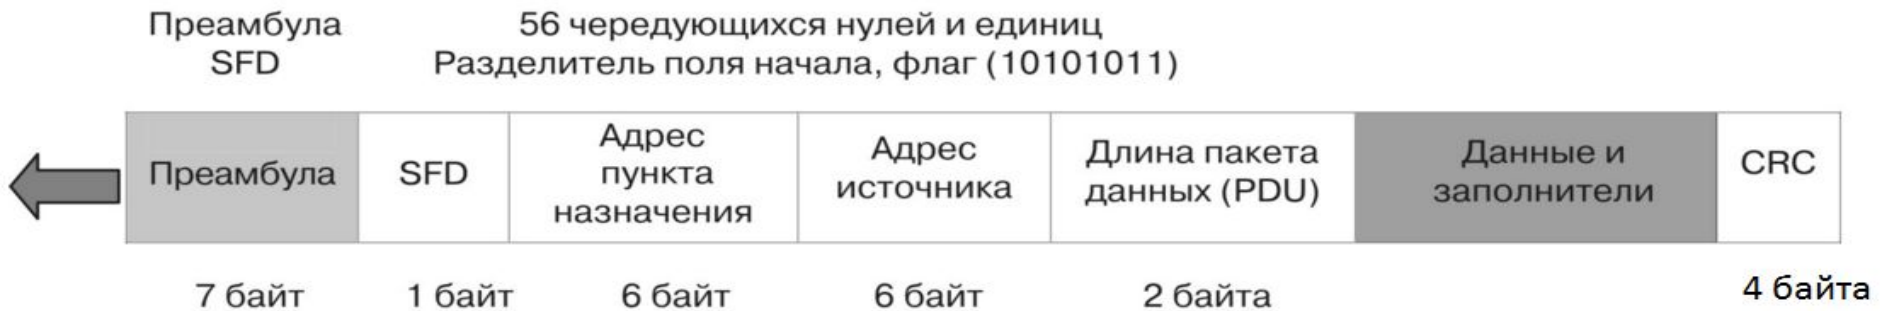 Преамбула 56 чередующихся нулей и единиц
SFD Разделитель поля начала, флаг (10101011)
Преамбула
SFD
Адрес
пункта
назначения
Адрес
источника
Длина пакета
данных (PDU)
Данные и
заполнители
CRC
7 байт 1 байт 6 байт 6 байт 2 байта 4 байта